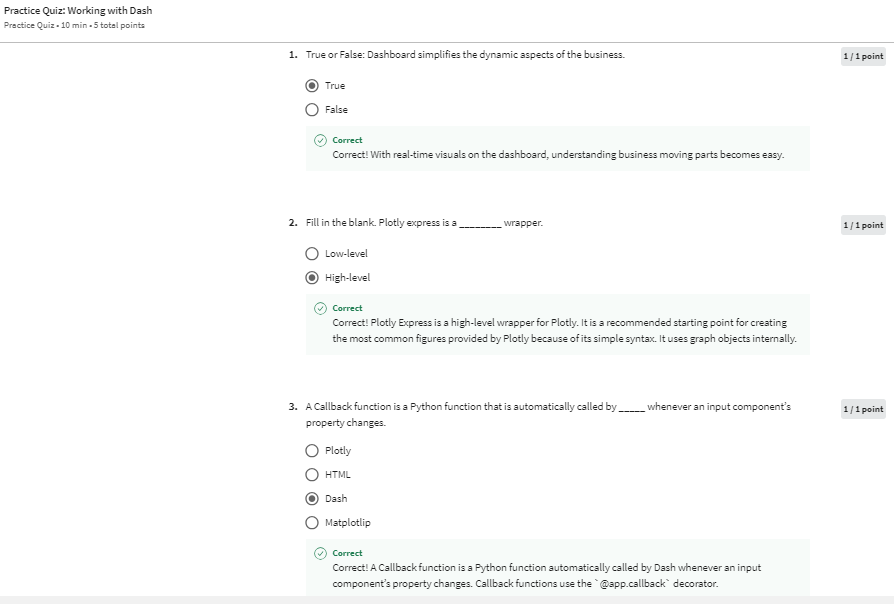 Practice Quiz: Working with Dash
Practice Quiz • 10 min • 5 total points
1. True or False: Dashboard simplifies the dynamic aspects of the business.
1 / 1 point
True
False
Correct
Correct! With real-time visuals on the dashboard, understanding business moving parts becomes easy.
2. Fill in the blank. Plotly express is a ________ wrapper.
1 / 1 point
Low-level
High-level
Correct
Correct! Plotly Express is a high-level wrapper for Plotly. It is a recommended starting point for creating
the most common figures provided by Plotly because of its simple syntax. It uses graph objects internally.
3. A Callback function is a Python function that is automatically called by _____ whenever an input component's
1 / 1 point
property changes.
Plotly
HTML
Dash
Matplotlip
Correct
Correct! A Callback function is a Python function automatically called by Dash whenever an input
component's property changes. Callback functions use the `@app.callback` decorator.